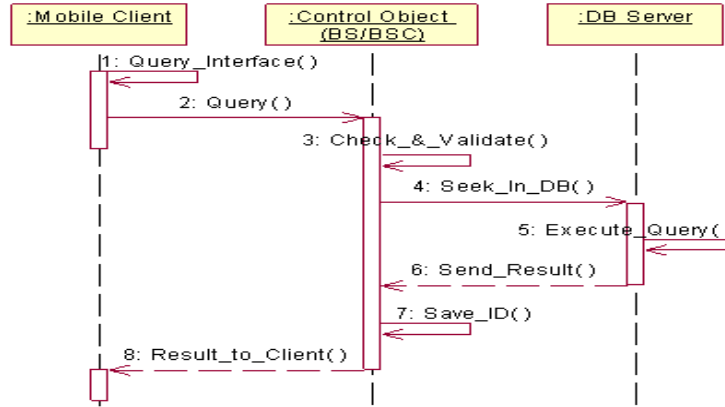 :Mobile Client
:Control Object
(BS/BSC)
:DB Server
1: Query_Interface()
2: Query()
3: Check_&_Validate()
4: Seek_In_DB()
5: Execute_Query(
6: Send_Result()
7: Save_ID()
8: Result_to_Client()